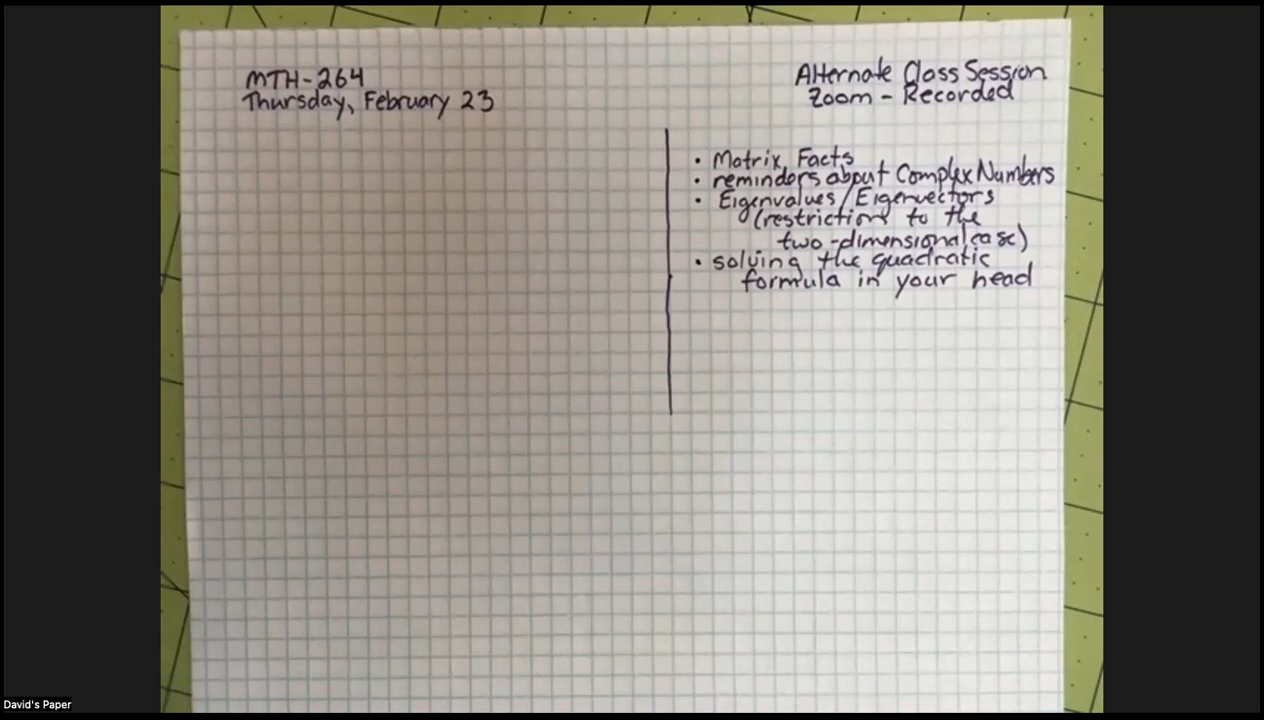 MTH-264
Thursday, February 23
Alternate Class Session
Zoom - Recorded
• Matrix Facts
• reminders about Complex Numbers
• Eigenvalues/Eigenvectors
(restriction to the
two-dimensional case)
• solving the quadratic
formula in your head
David's Paper